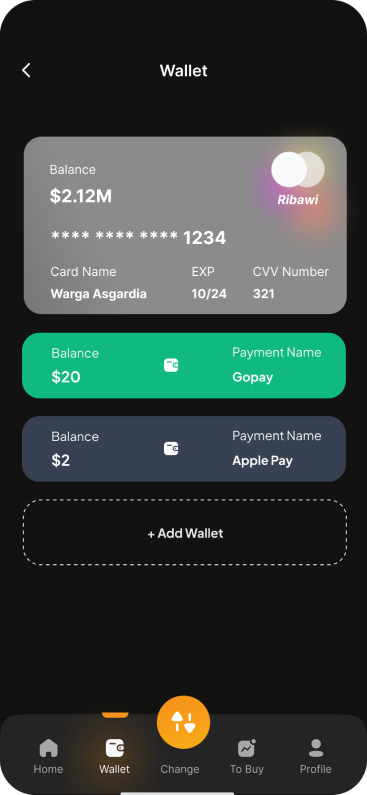 Wallet
Balance
$2.12M
Ribawi
**** **** **** 1234
Card Name EXP CVV Number
Warga Asgardia 10/24 321
Balance Payment Name
$20 Gopay
Balance Payment Name
$2 Apple Pay
+ Add Wallet
Home Wallet Change To Buy Profile